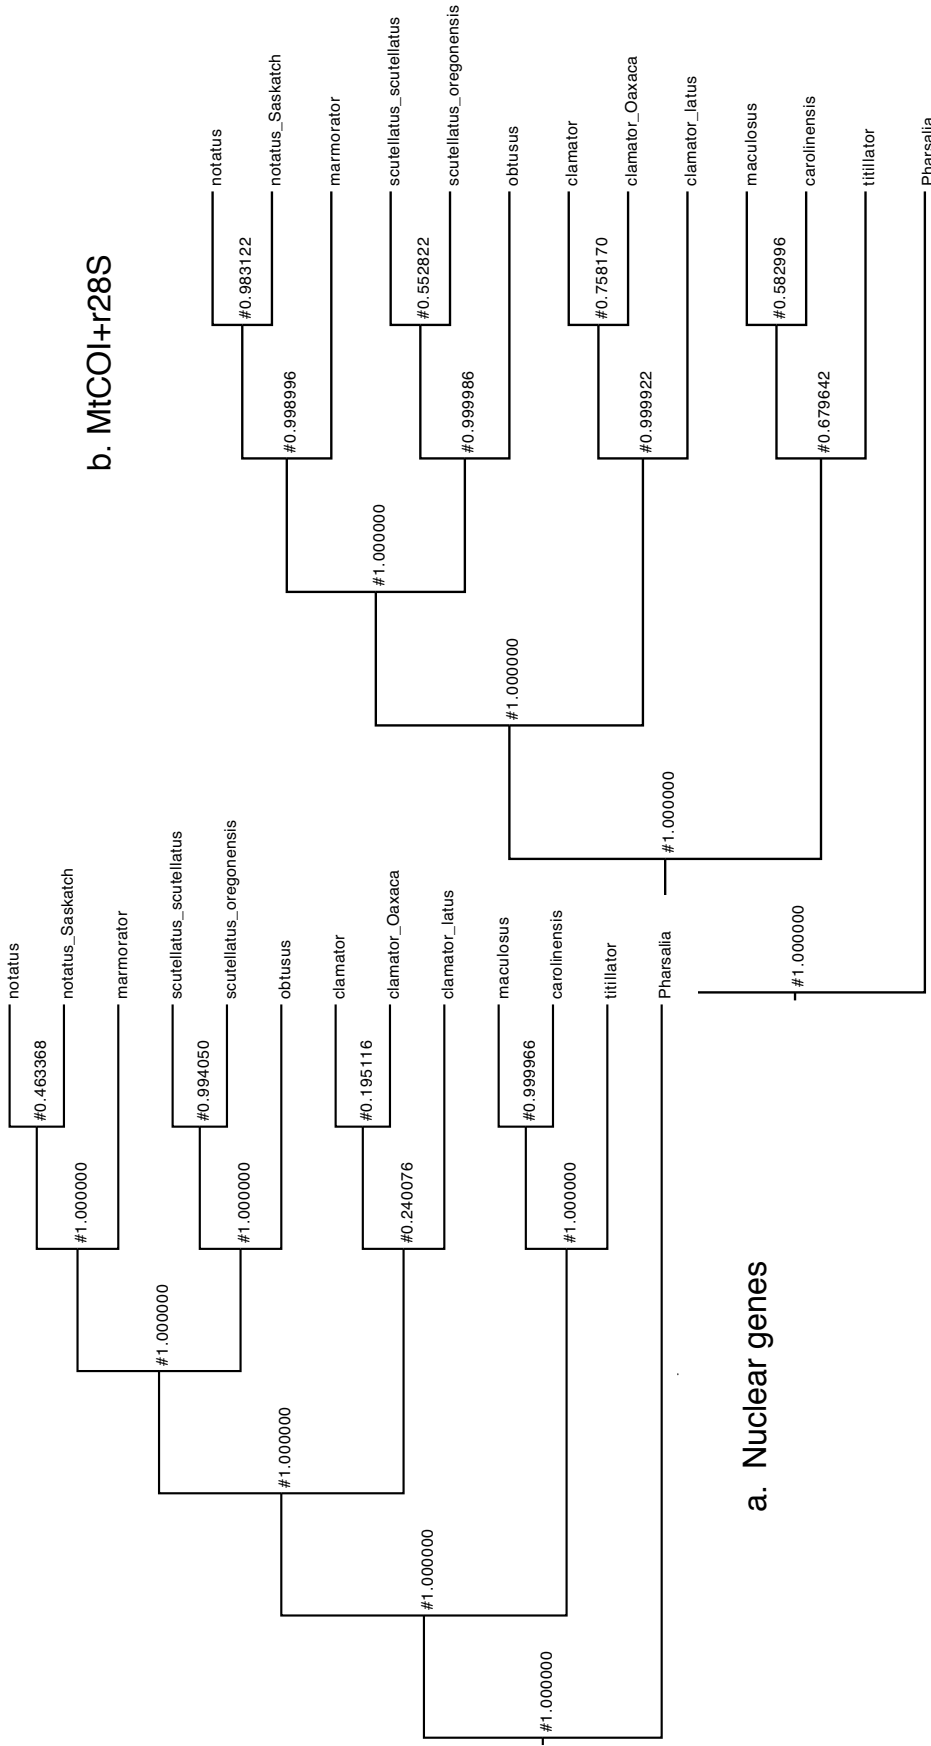 notatus
#0.463368
notatus_Saskatch
#1.000000
marmorator
#1.000000
scutellatus_scutellatus
#0.994050
scutellatus_oregonensis
#1.000000
obtusus
#1.000000
clamator
#0.195116
clamator_Oaxaca
#0.240076
clamator_latus
#1.000000
maculosus
#0.999966
carolinensis
#1.000000
titillator
#1.000000
Pharsalia
a. Nuclear genes
b. MtCOI+r28S
notatus
#0.983122
notatus_Saskatch
#0.998996
marmorator
#1.000000
scutellatus_scutellatus
#0.552822
scutellatus_oregonensis
#0.999986
obtusus
#1.000000
clamator
#0.758170
clamator_Oaxaca
#0.999922
clamator_latus
#1.000000
maculosus
#0.582996
carolinensis
#0.679642
titillator
#1.000000
Pharsalia